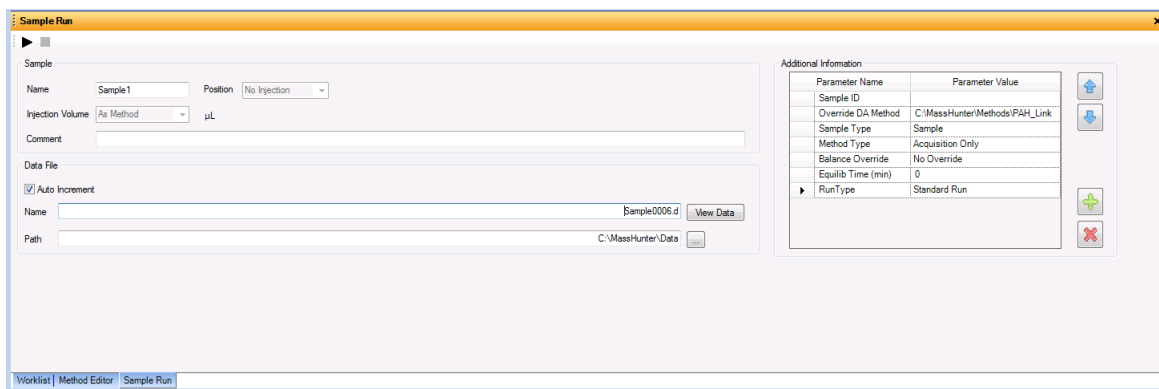 Sample Run
Sample
Name Sample1 Position No Injection
Injection Volume As Method µL
Comment
Data File
Auto Increment
Name Sample0006.d View Data
Path C:\MassHunter\Data ...
Additional Information
Parameter Name Parameter Value
Sample ID
Override DA Method C:\MassHunter\Methods\PAH_Link
Sample Type Sample
Method Type Acquisition Only
Balance Override No Override
Equilib Time (min) 0
RunType Standard Run
Worklist Method Editor Sample Run